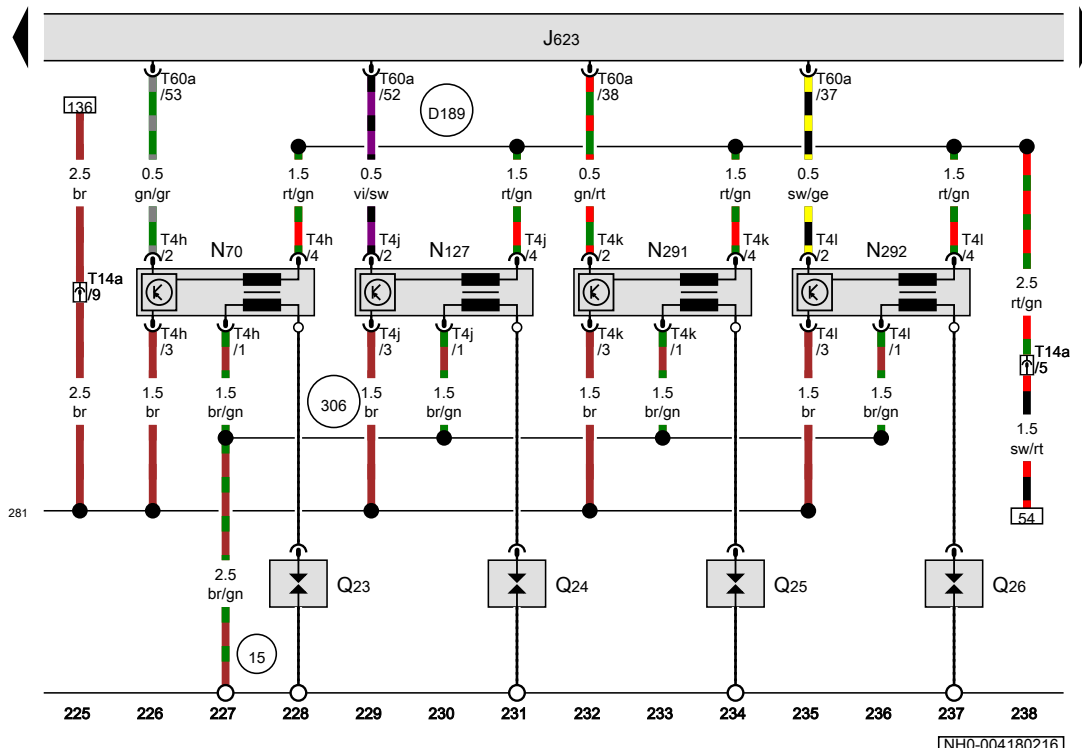 J623
T60a
/53
T60a
/52
T60a
/38
T60a
/37
136
D189
2.5
br
0.5
gn/gr
1.5
rt/gn
0.5
vi/sw
1.5
rt/gn
0.5
gn/rt
1.5
rt/gn
0.5
sw/ge
1.5
rt/gn
T4h
/2
N70
T4h
/4
T4j
/2
N127
T4j
/4
T4k
/2
N291
T4k
/4
T4l
/2
N292
T4l
/4
T14a
/9
2.5
rt/gn
T4h
/3
T4h
/1
T4j
/3
T4j
/1
T4k
/3
T4k
/1
T4l
/3
T4l
/1
T14a
/5
2.5
br
1.5
br
1.5
br/gn
306
1.5
br
1.5
br/gn
1.5
br
1.5
br/gn
1.5
br
1.5
br/gn
1.5
sw/rt
281
54
2.5
br/gn
Q23
Q24
Q25
Q26
15
225 226 227 228 229 230 231 232 233 234 235 236 237 238
NH0-004180216